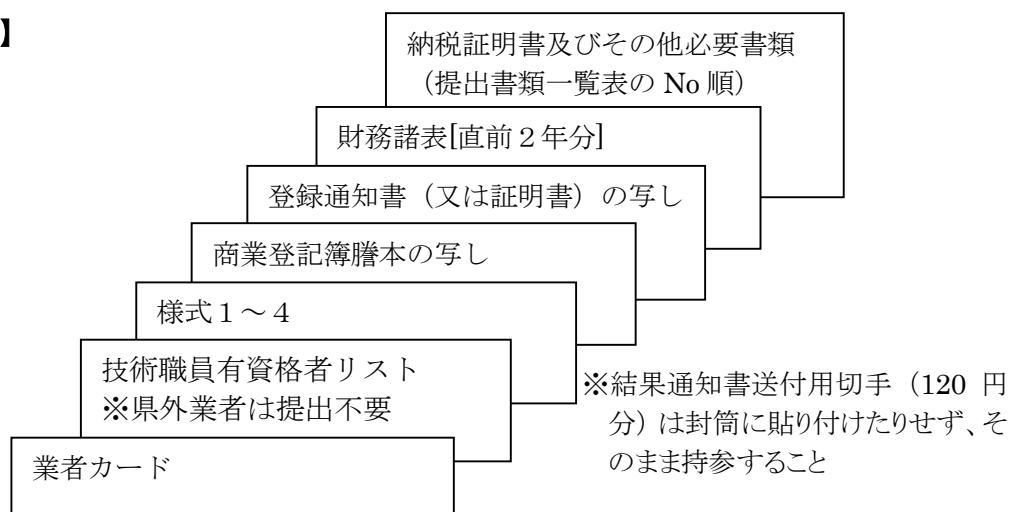 】
納税証明書及びその他必要書類
（提出書類一覧表の No 順）
財務諸表[直前２年分]
登録通知書（又は証明書）の写し
商業登記簿謄本の写し
様式１～４
技術職員有資格者リスト
※県外業者は提出不要
業者カード
※結果通知書送付用切手（120 円
分）は封筒に貼り付けたりせず、そ
のまま持参すること